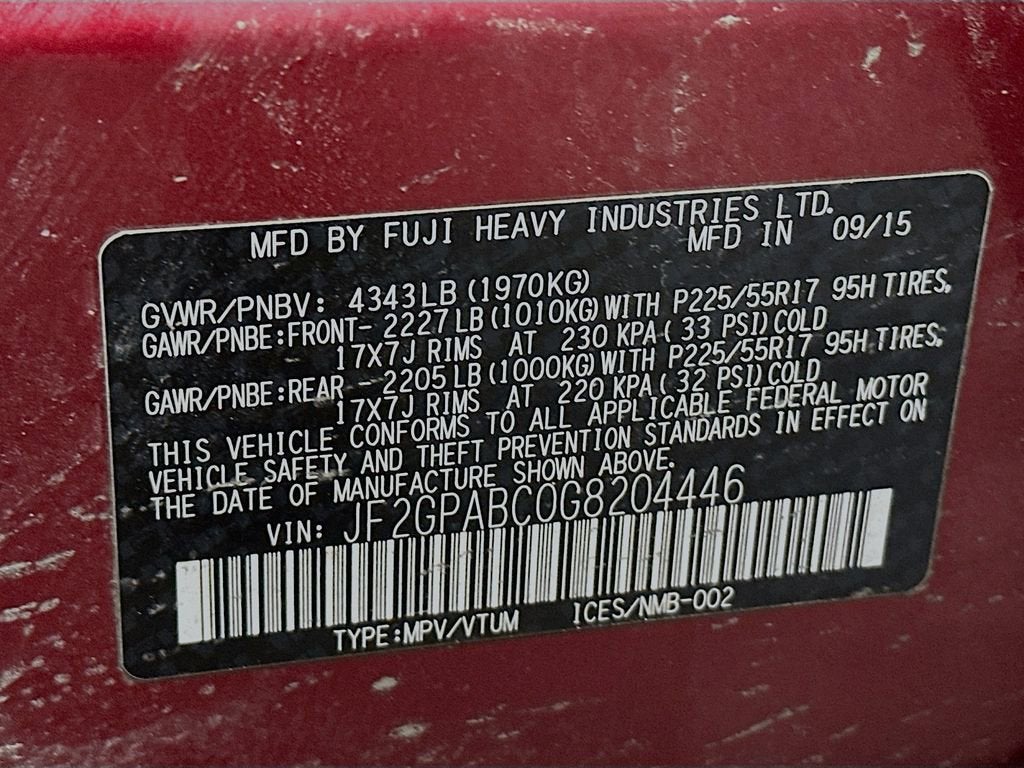 MFD BY FUJI HEAVY INDUSTRIES LTD.
MFD IN 09/15
GVWR/PNBV: 4343LB(1970KG)
GAWR/PNBE:FRONT-2227LB(1010KG)WITH P225/55R17 95H TIRES,
17X7J RIMS AT 230 KPA( 33 PSI)COLD
GAWR/PNBE:REAR -2205LB(1000KG)WITH P225/55R17 95H TIRES,
17X7J RIMS AT 220 KPA( 32 PSI)COLD
THIS VEHICLE CONFORMS TO ALL APPLICABLE FEDERAL MOTOR
VEHICLE SAFETY AND THEFT PREVENTION STANDARDS IN EFFECT ON
THE DATE OF MANUFACTURE SHOWN ABOVE.
VIN: JF2GPABC0G8204446
TYPE:MPV/VTUM ICES/NMB-002